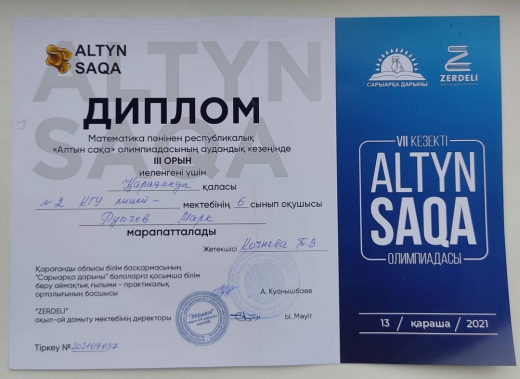 ALTYN
SAQA
ДИПЛОМ
Математика пәнінен республикалық
«Алтын сақа» олимпиадасының аудандық кезеңінде
III ОРЫН
иеленгені үшін
Қарағанда қаласы
№2 КГУ лицей- мектебінің 6 сынып оқушысы
Марк
марапатталады
Жетекшісі Кочнева Т.В.
Қарағанды облысы білім басқармасының
"Сарыарқа дарыны" балаларға қосымша білім
беру аймақтық ғылыми - практикалық
орталығының басшысы
А. Куанышбаев
"ZERDELI"
ақыл-ой дамыту мектебінің директоры
Ы. Мәуіт
Тіркеу №202109037
САРЫАРҚА ДАРЫНЫ
ZERDELI
VII КЕЗЕКТІ
ALTYN
SAQA
ОЛИМПИАДАСЫ
13 / қараша / 2021